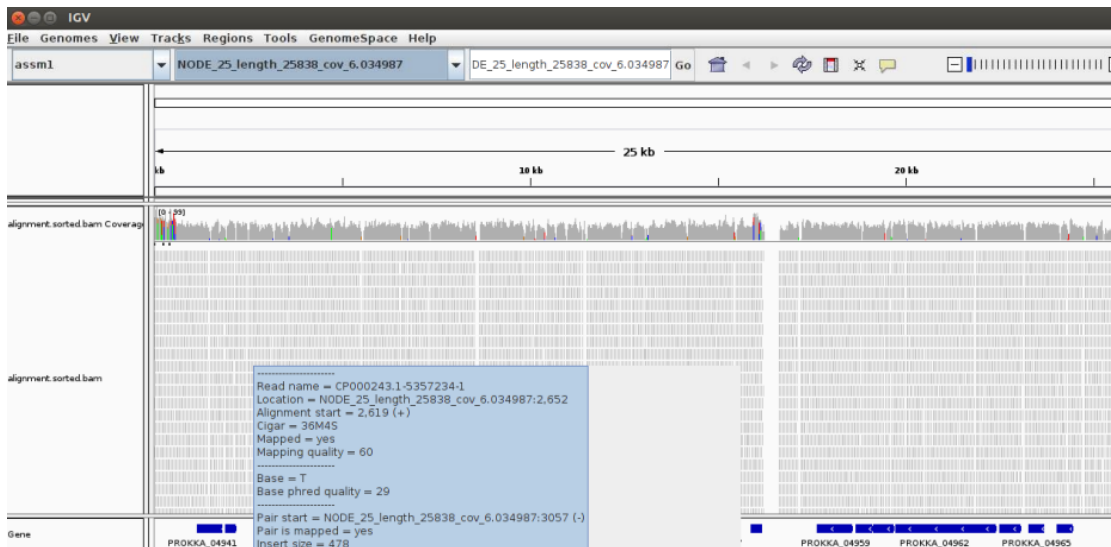 IGV
File Genomes View Tracks Regions Tools GenomeSpace Help
assm1 NODE_25_length_25838_cov_6.034987 DE_25_length_25838_cov_6.034987 Go
25 kb
kb 10 kb 20 kb
[0 - 99]
alignment.sorted.bam Coverag
alignment.sorted.bam
---------------------
Read name = CP000243.1-5357234-1
Location = NODE_25_length_25838_cov_6.034987:2,652
Alignment start = 2,619 (+)
Cigar = 36M4S
Mapped = yes
Mapping quality = 60
---------------------
Base = T
Base phred quality = 29
---------------------
Pair start = NODE_25_length_25838_cov_6.034987:3057 (-)
Pair is mapped = yes
Insert size = 478
Gene
PROKKA_04941 PROKKA_04959 PROKKA_04962 PROKKA_04965